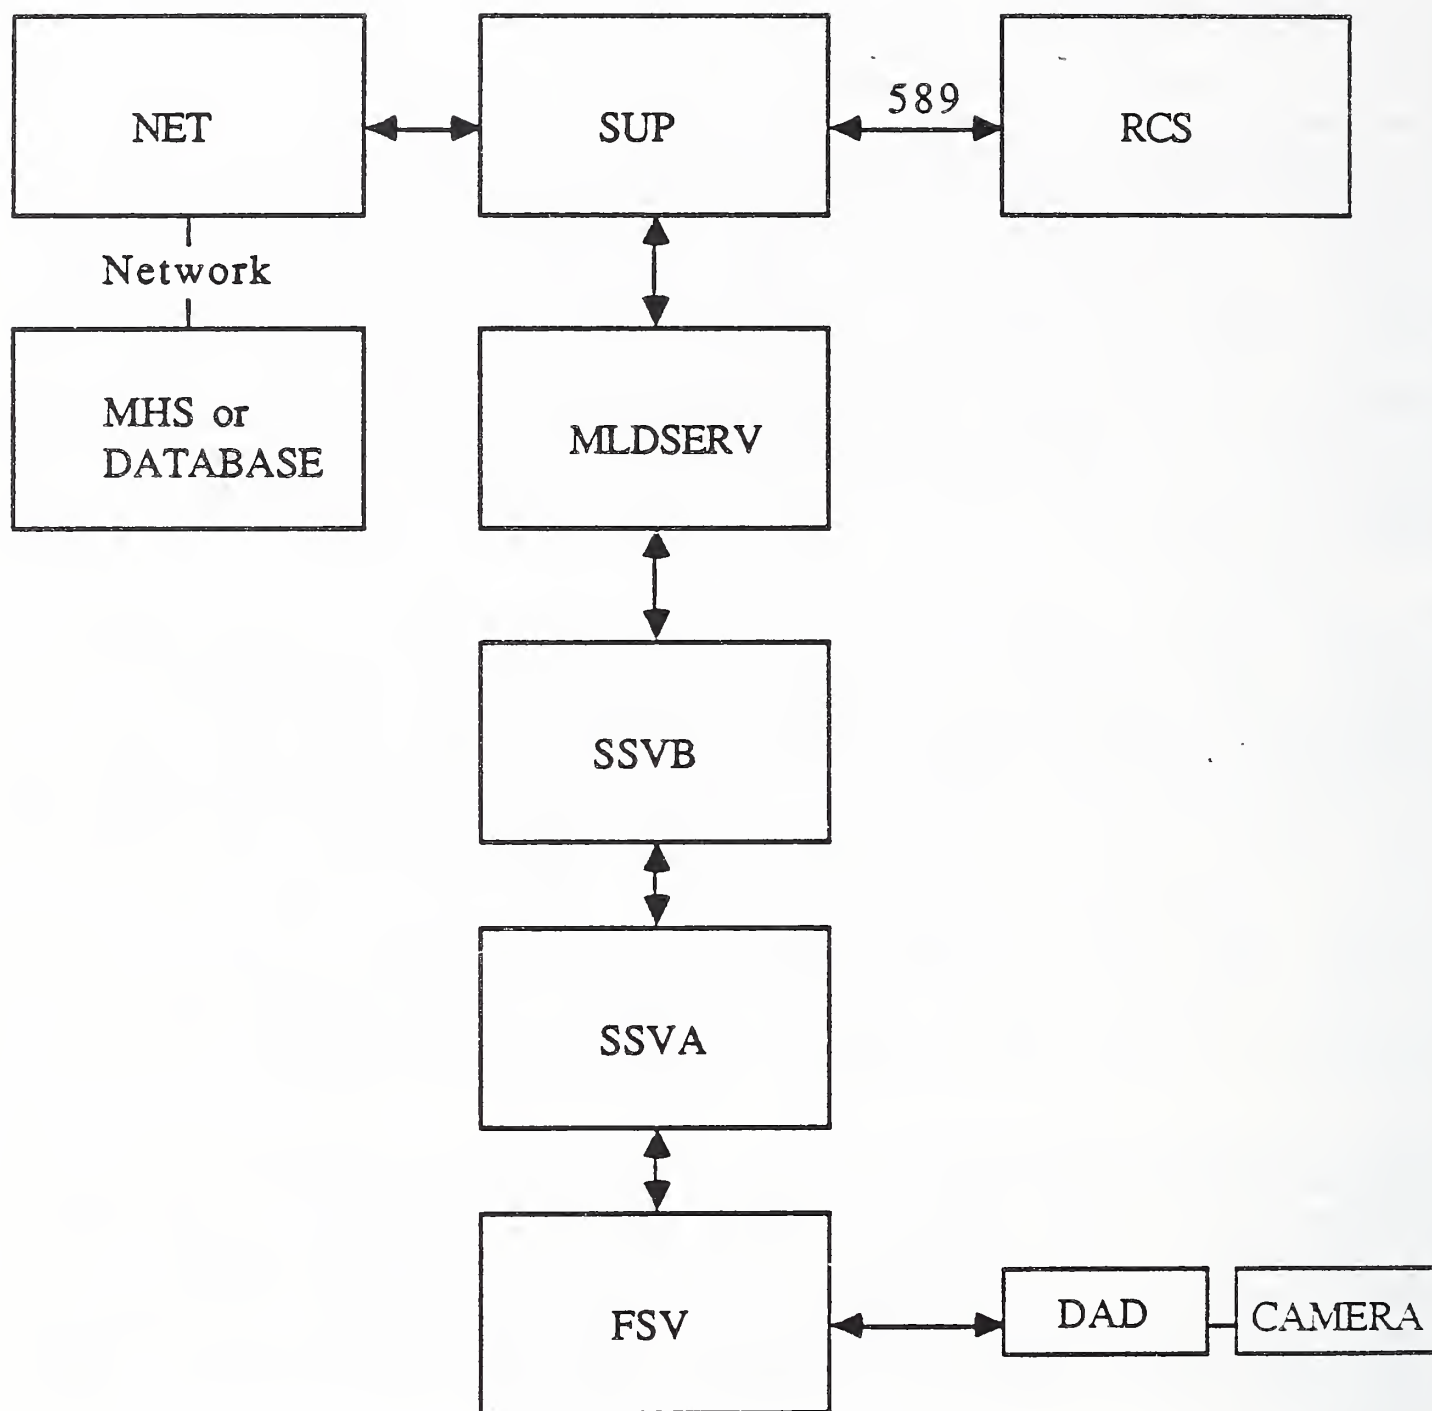 NET
SUP
589
RCS
Network
MHS or
DATABASE
MLDSERV
SSVB
SSVA
FSV
DAD
CAMERA